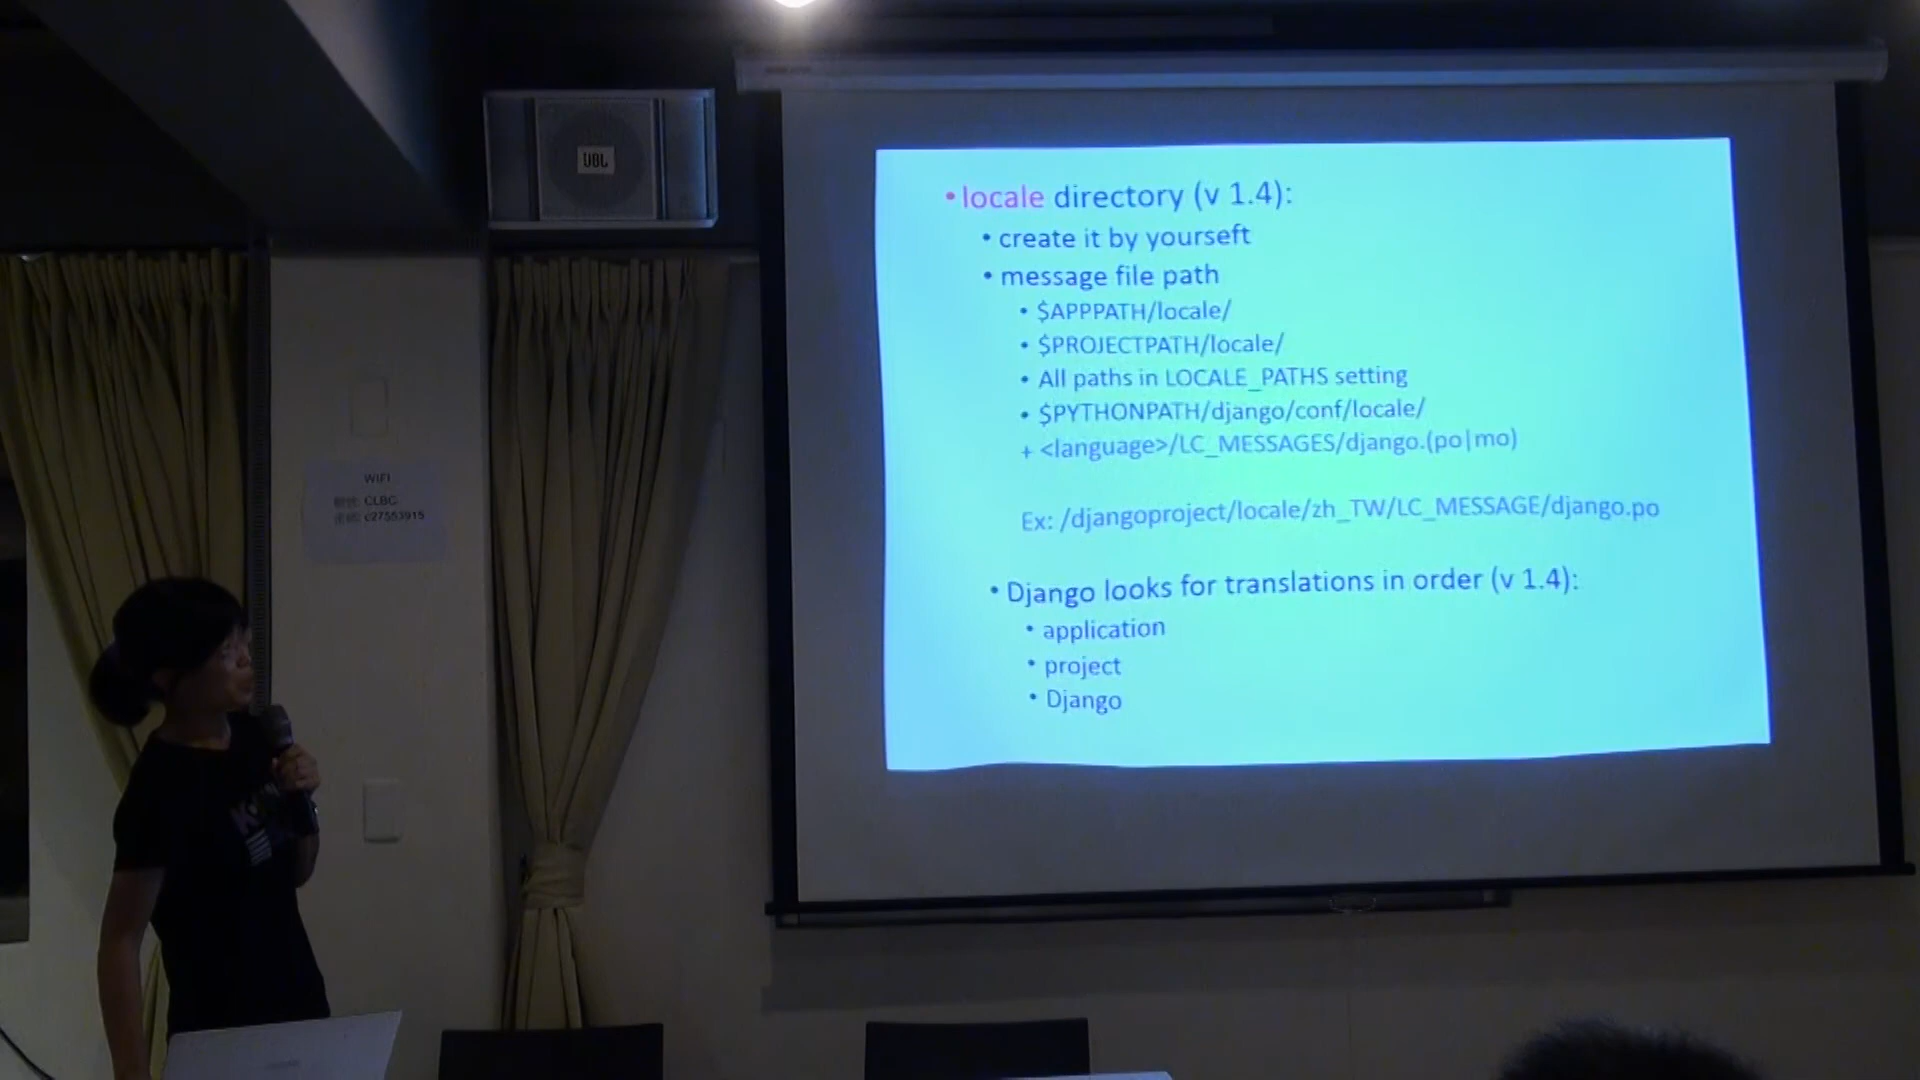 JBL
• locale directory (v 1.4):
• create it by yourseft
• message file path
• $APPPATH/locale/
• $PROJECTPATH/locale/
• All paths in LOCALE_PATHS setting
• $PYTHONPATH/django/conf/locale/
+ <language>/LC_MESSAGES/django.(po|mo)
Ex: /djangoproject/locale/zh_TW/LC_MESSAGE/django.po
• Django looks for translations in order (v 1.4):
• application
• project
• Django
WIFI
CLBC